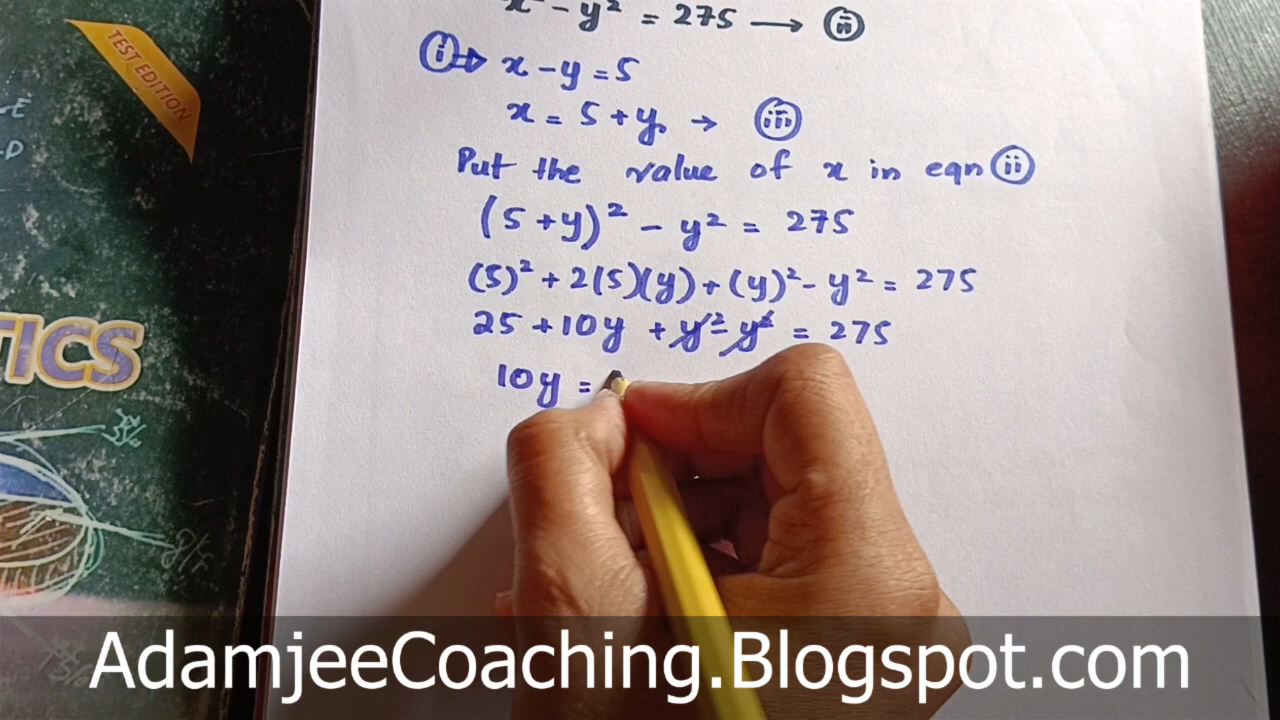 TEST EDITION
x² - y² = 275 ⟶ (ii)
(i) ⇒ x - y = 5
x = 5 + y → (iii)
Put the value of x in eqn (ii)
(5 + y)² - y² = 275
(5)² + 2(5)(y) + (y)² - y² = 275
25 + 10y + y² - y² = 275
10y =
TICS
AdamjeeCoaching.Blogspot.com